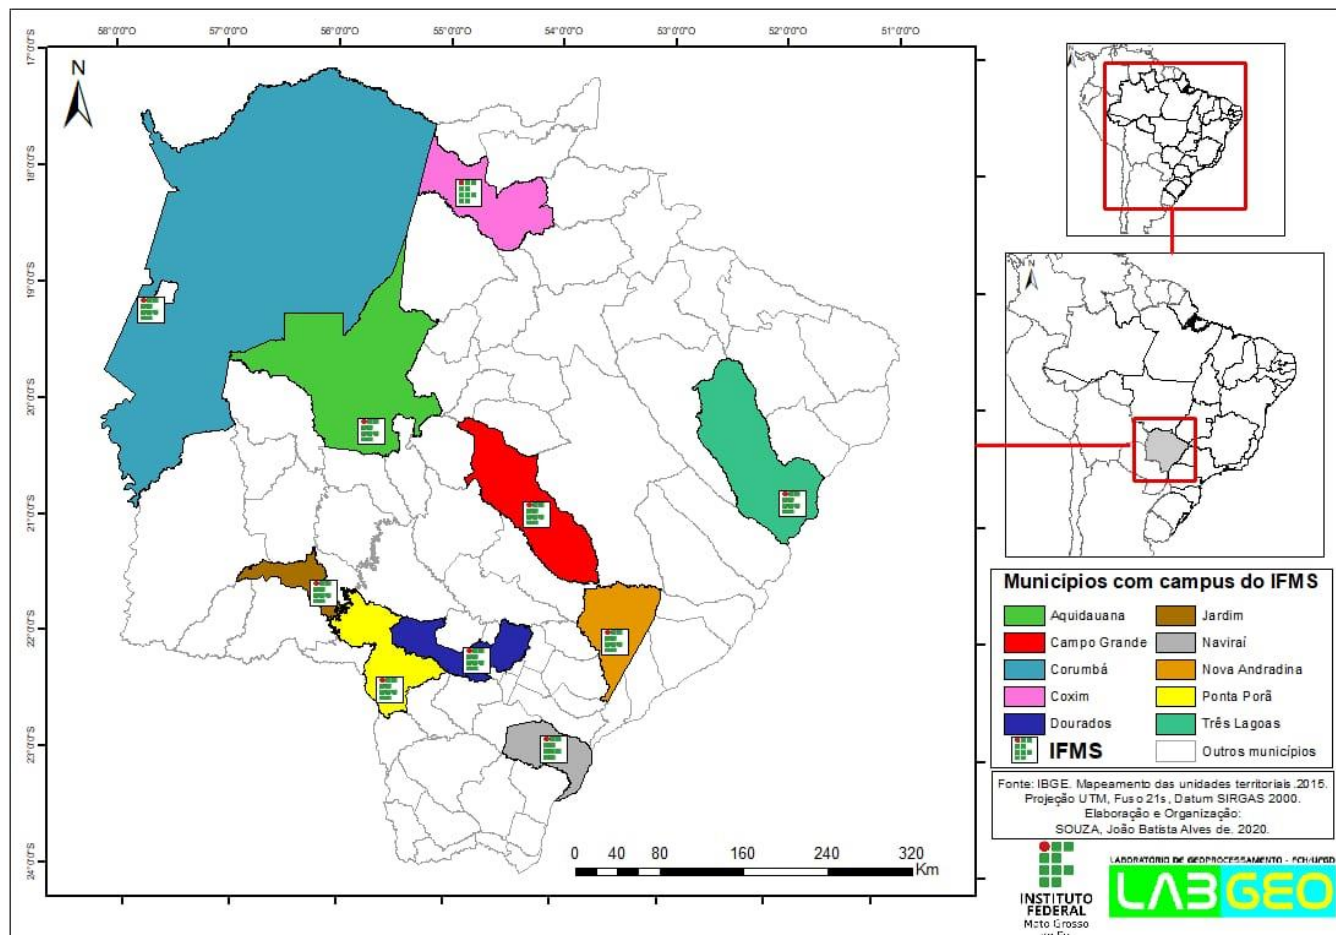 58°0'0"O 57°0'0"O 56°0'0"O 55°0'0"O 54°0'0"O 53°0'0"O 52°0'0"O 51°0'0"O
17°0'0"S
18°0'0"S
19°0'0"S
20°0'0"S
21°0'0"S
22°0'0"S
23°0'0"S
24°0'0"S
N
N
N
0 40 80 160 240 320
Km
Municípios com campus do IFMS
Aquidauana Jardim
Campo Grande Naviraí
Corumbá Nova Andradina
Coxim Ponta Porã
Dourados Três Lagoas
IFMS Outros municípios
Fonte: IBGE. Mapeamento das unidades territoriais .2015.
Projeção UTM, Fuso 21s, Datum SIRGAS 2000.
Elaboração e Organização:
SOUZA, João Batista Alves de. 2020.
INSTITUTO
FEDERAL
Mato Grosso
LABORATÓRIO DE GEOPROCESSAMENTO - FCH/UFGD
LABGEO